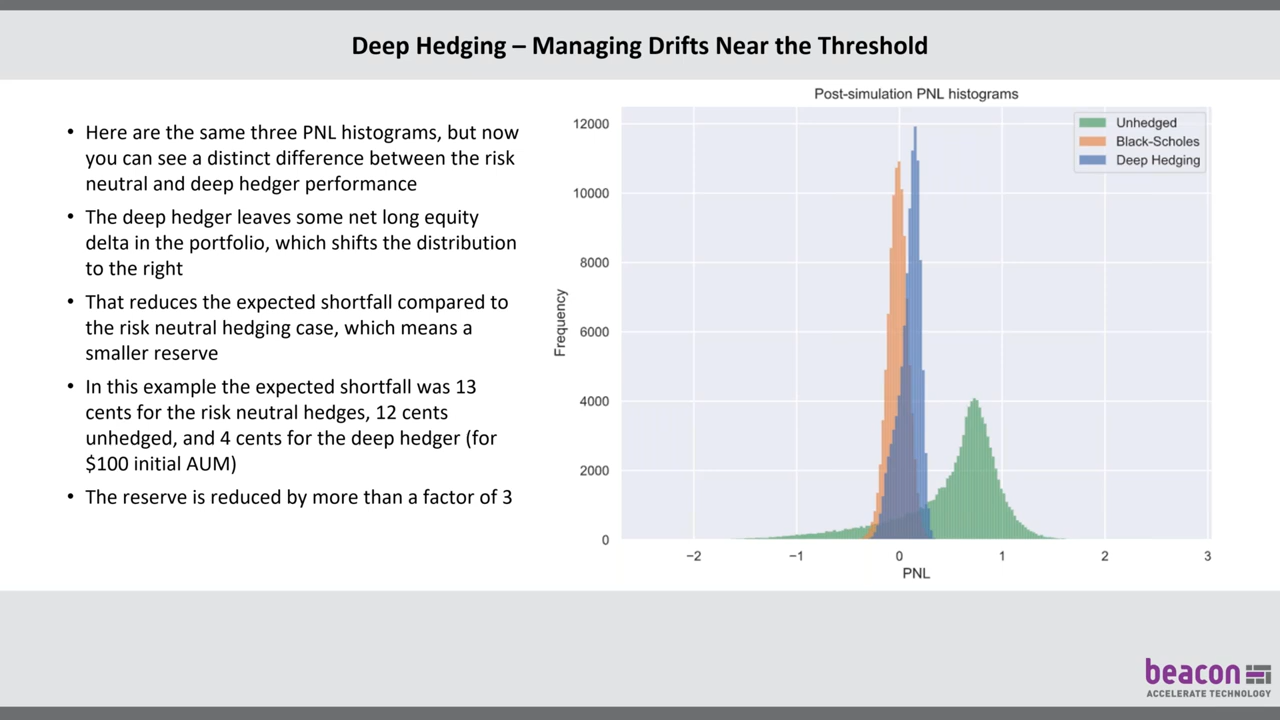 Deep Hedging – Managing Drifts Near the Threshold
• Here are the same three PNL histograms, but now
you can see a distinct difference between the risk
neutral and deep hedger performance
• The deep hedger leaves some net long equity
delta in the portfolio, which shifts the distribution
to the right
• That reduces the expected shortfall compared to
the risk neutral hedging case, which means a
smaller reserve
• In this example the expected shortfall was 13
cents for the risk neutral hedges, 12 cents
unhedged, and 4 cents for the deep hedger (for
$100 initial AUM)
• The reserve is reduced by more than a factor of 3
Post-simulation PNL histograms
Unhedged
Black-Scholes
Deep Hedging
Frequency
12000
10000
8000
6000
4000
2000
0
−2 −1 0 1 2 3
PNL
beacon
ACCELERATE TECHNOLOGY